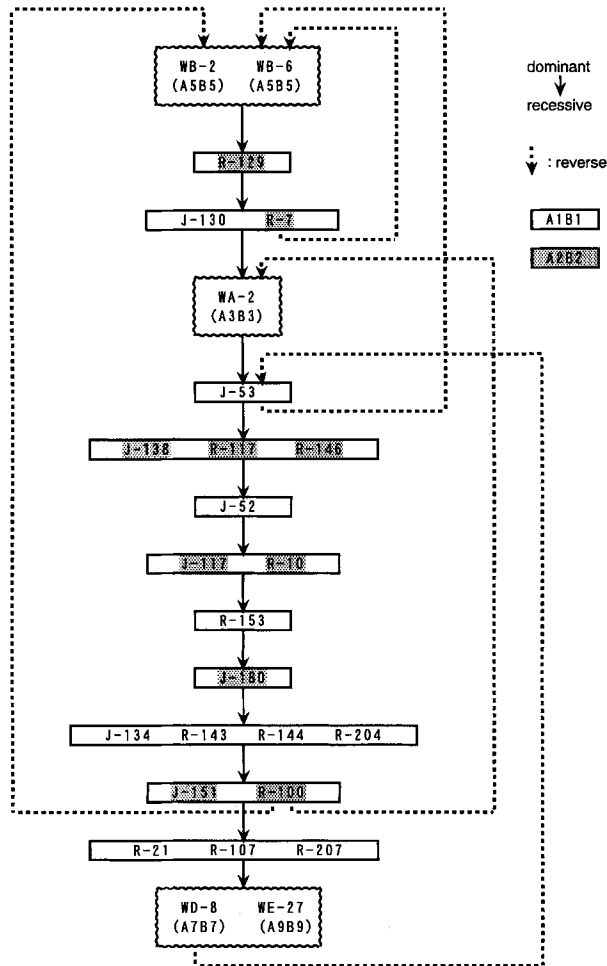 WB-2 WB-6
(A5B5) (A5B5)
dominant
recessive
: reverse
A1B1
A2B2
R-129
J-130 R-7
WA-2
(A3B3)
J-53
J-138 R-117 R-146
J-52
J-117 R-10
R-153
J-180
J-134 R-143 R-144 R-204
J-151 R-100
R-21 R-107 R-207
WD-8 WE-27
(A7B7) (A9B9)